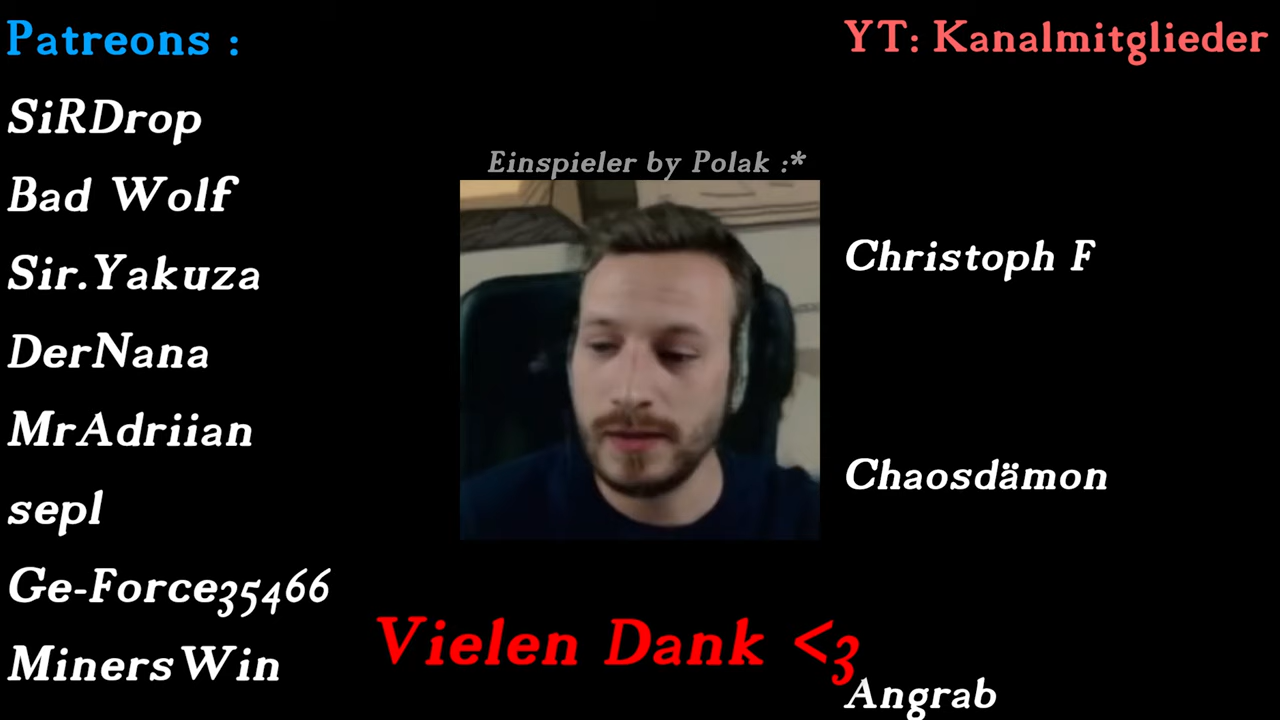 Patreons :
SiRDrop
Bad Wolf
Sir.Yakuza
DerNana
MrAdriian
sepl
Ge-Force35466
MinersWin
Einspieler by Polak :*
Vielen Dank <3
YT: Kanalmitglieder
Christoph F
Chaosdämon
Angrab